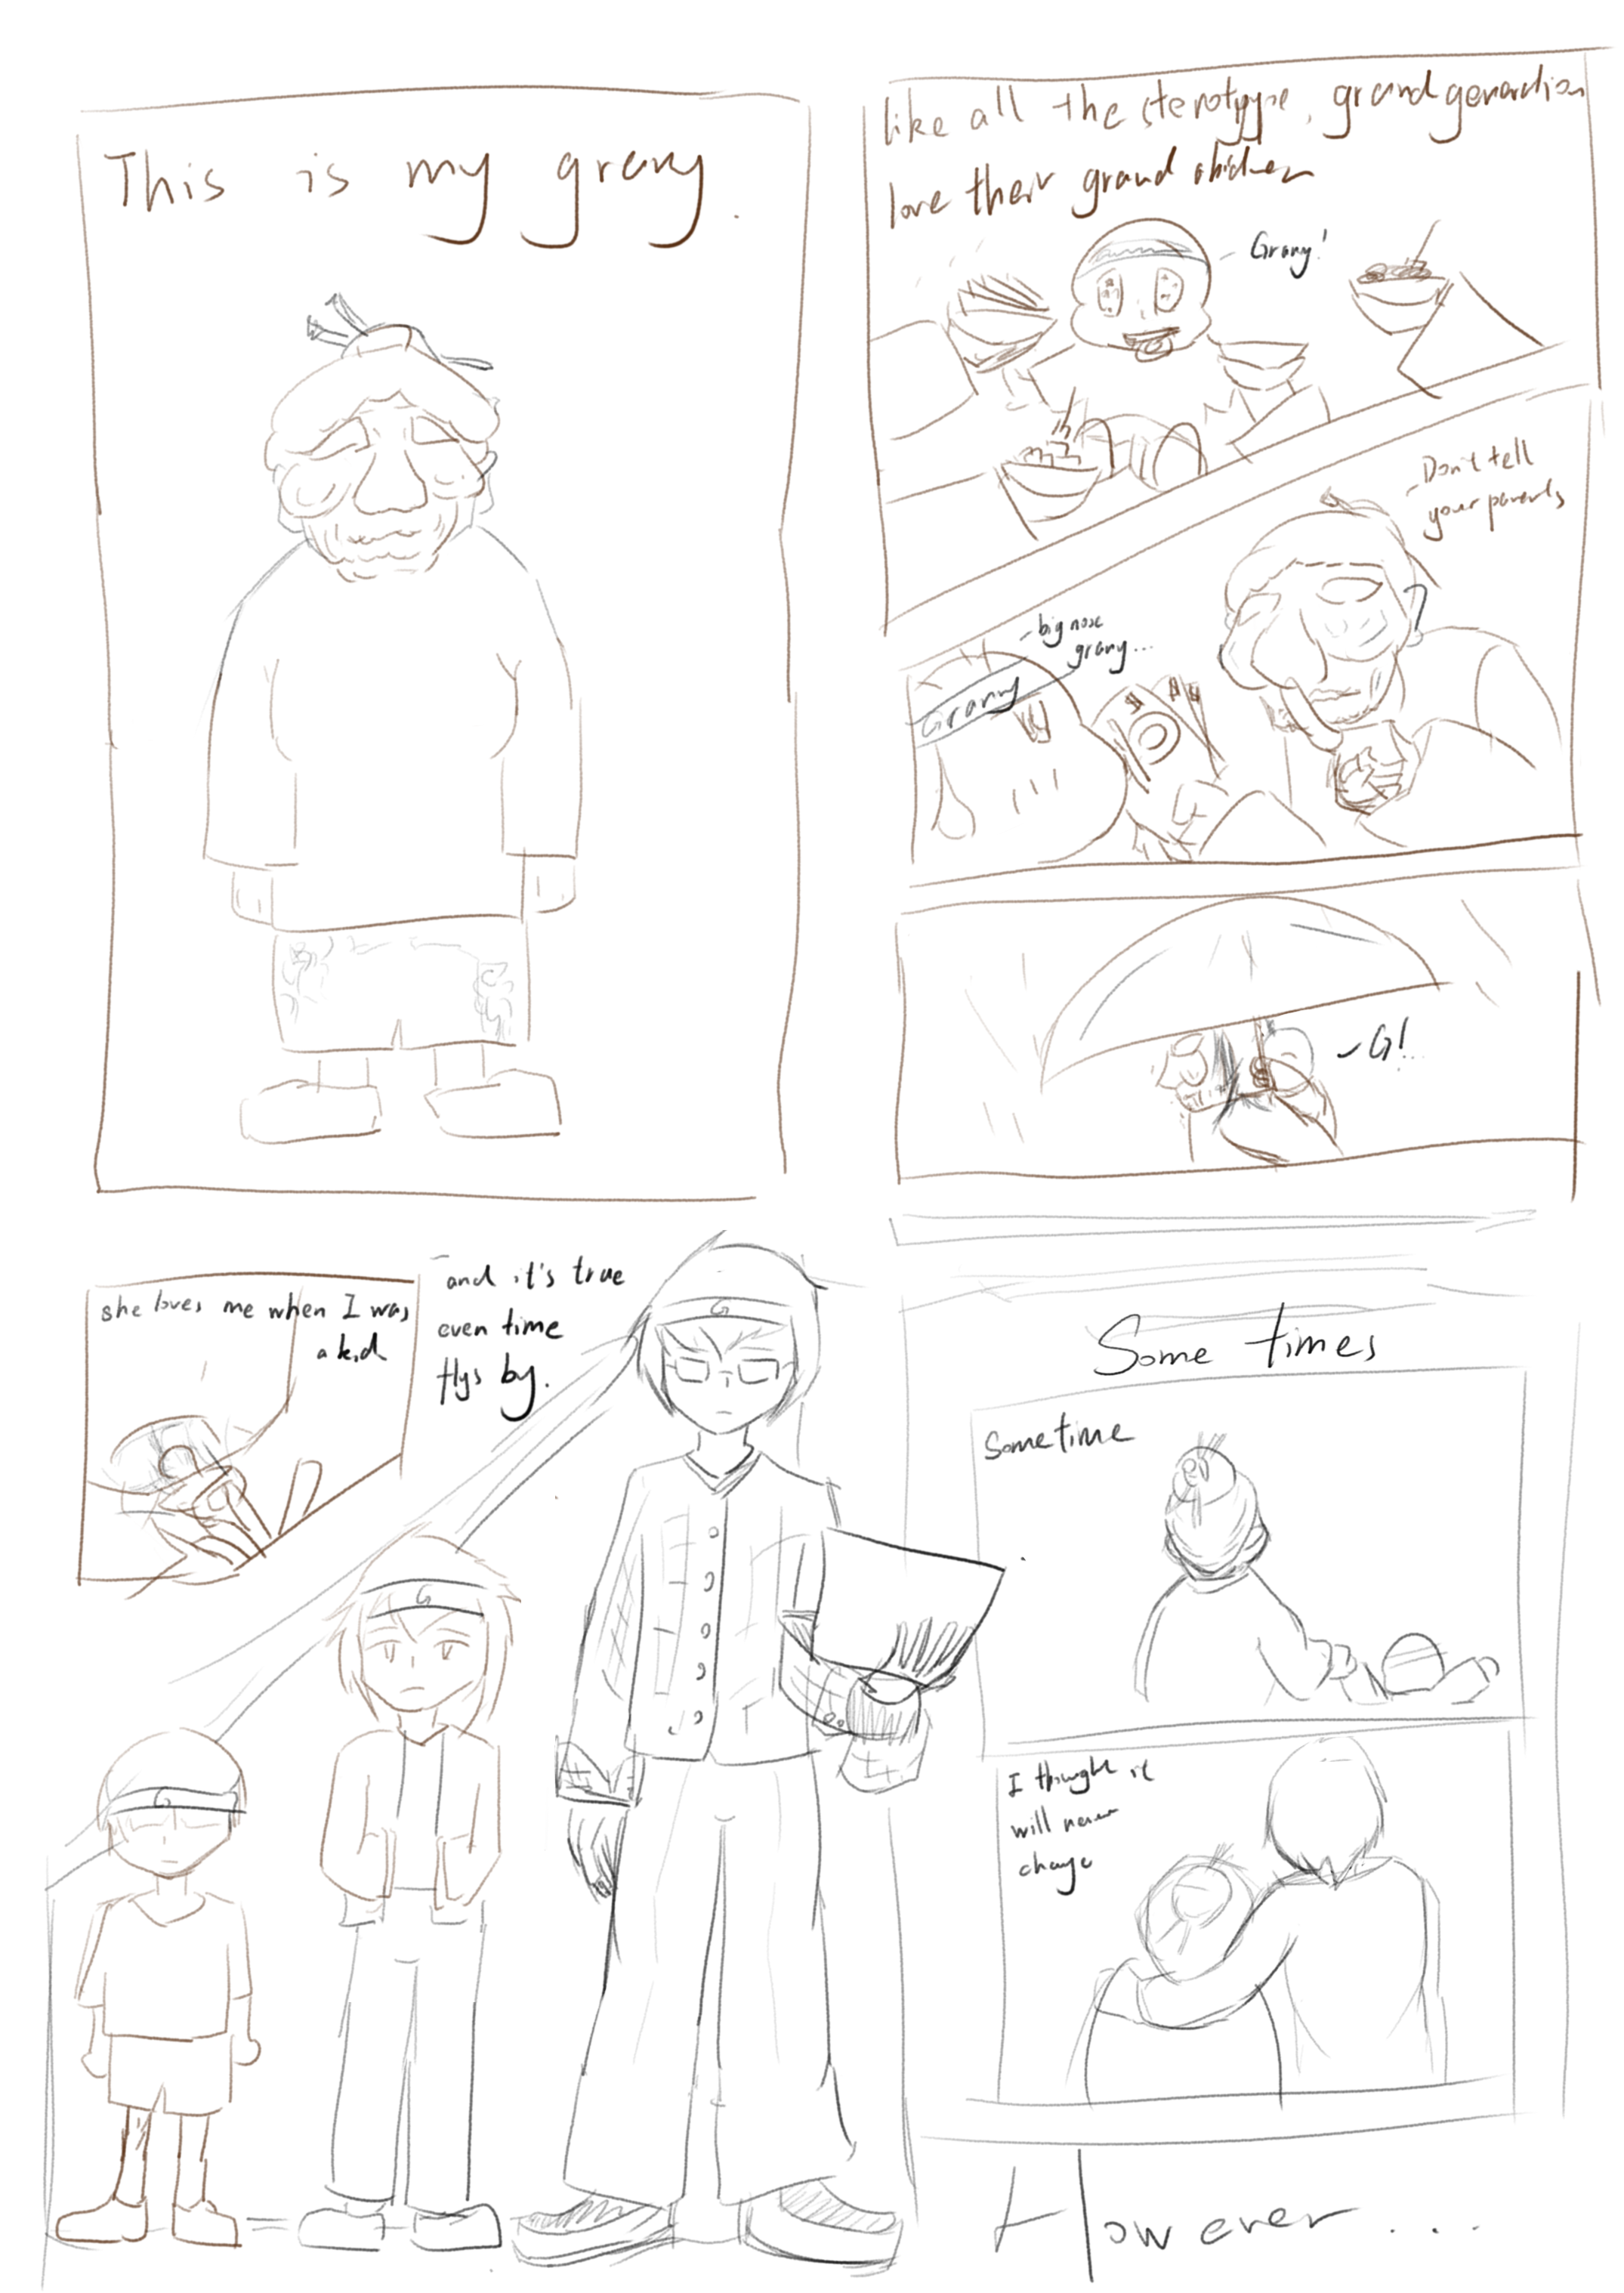 This is my grany.
like all the sterotype, grand generation
love their grand
- Grany!
- Don't tell
your parents
- big nose
grany...
Grany
- G!..
she loves me when I was
a kid
- and it's true
even time
flys by.
G
G
G
Some times
Sometime
I thought it
will never
change
However...